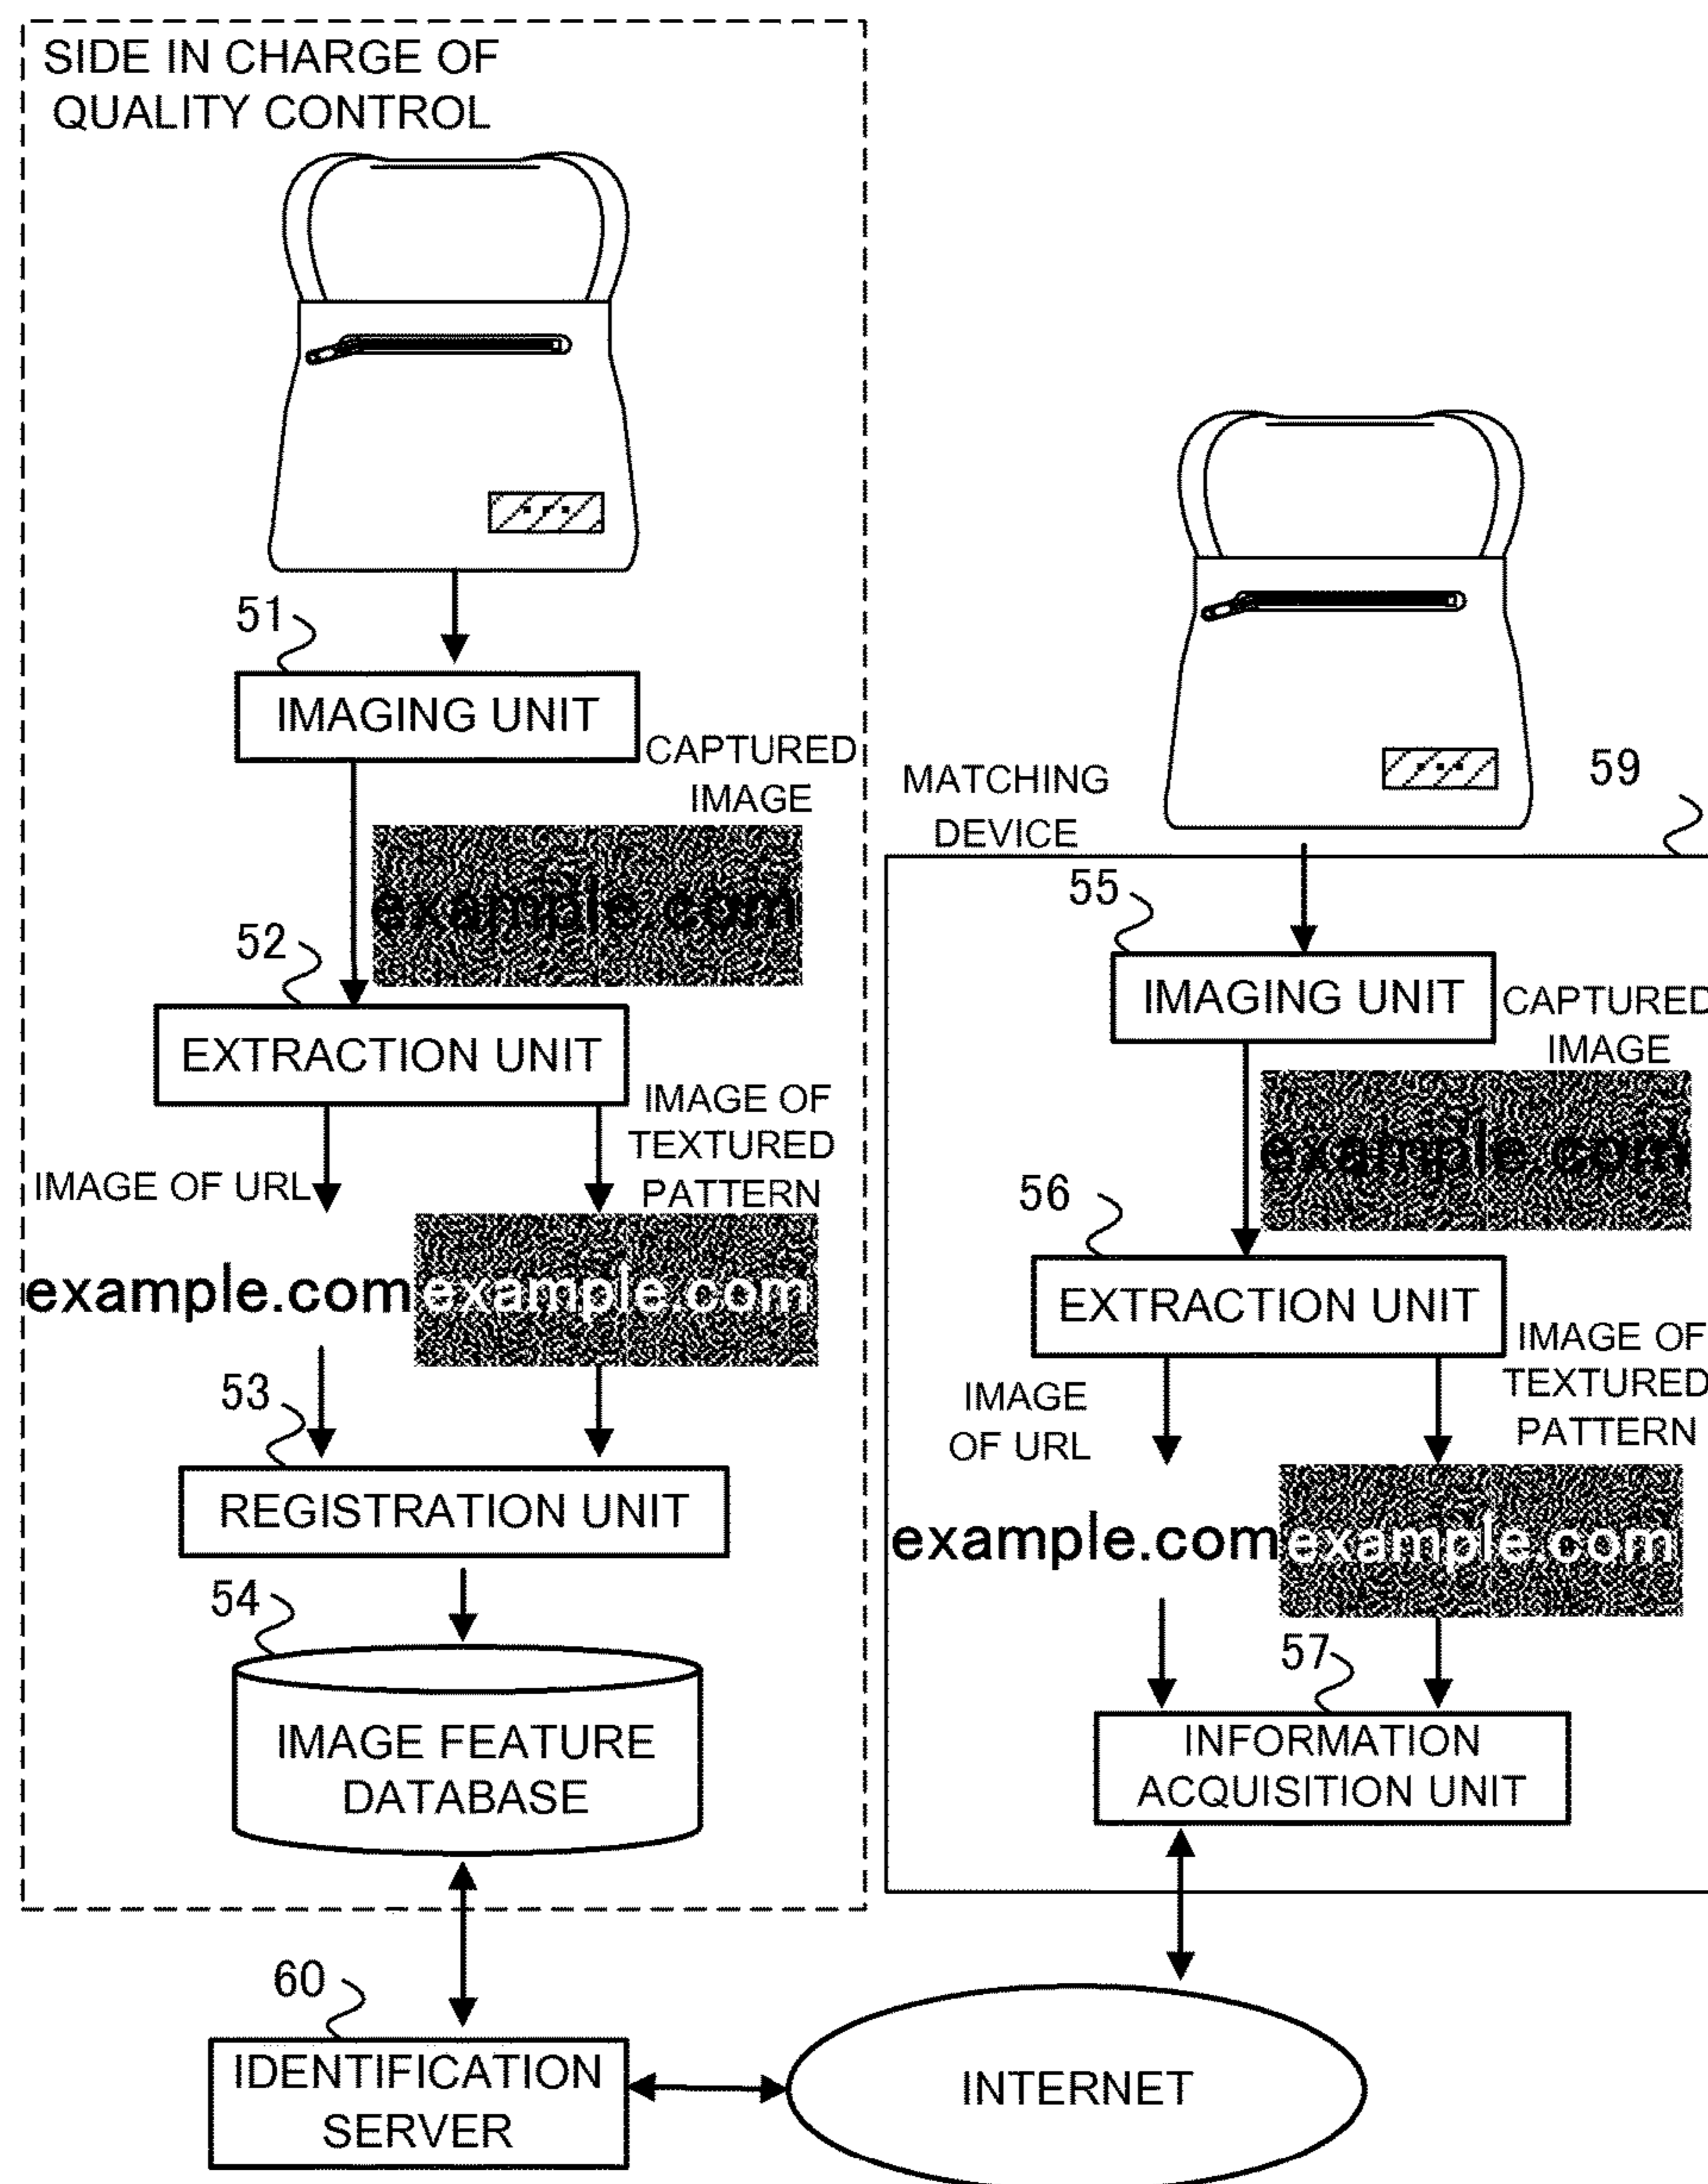 SIDE IN CHARGE OF
QUALITY CONTROL
51
IMAGING UNIT
CAPTURED
IMAGE
example.com
52
EXTRACTION UNIT
IMAGE OF URL
IMAGE OF
TEXTURED
PATTERN
example.com
example.com
53
REGISTRATION UNIT
54
IMAGE FEATURE
DATABASE
60
IDENTIFICATION
SERVER
INTERNET
MATCHING
DEVICE
59
55
IMAGING UNIT
CAPTURED
IMAGE
example.com
56
EXTRACTION UNIT
IMAGE
OF URL
IMAGE OF
TEXTURED
PATTERN
example.com
example.com
57
INFORMATION
ACQUISITION UNIT